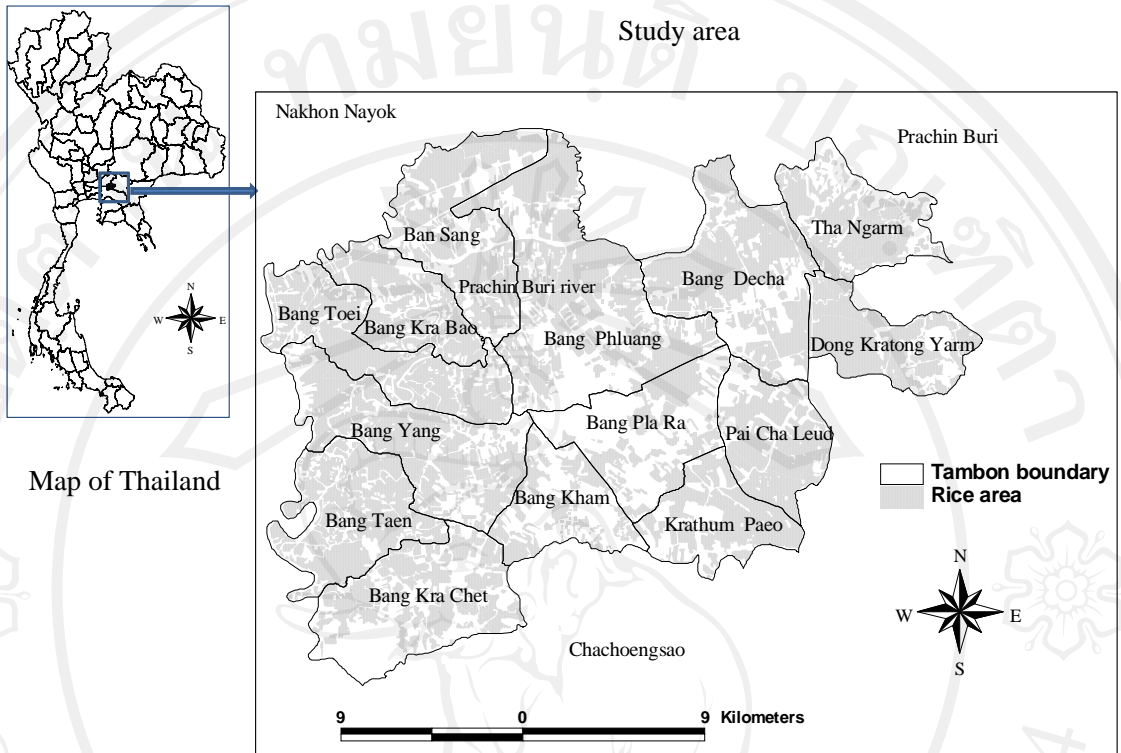 Study area
Nakhon Nayok
Prachin Buri
Tha Ngarm
Ban Sang
Bang Decha
Prachin Buri river
Bang Toei
Bang Kra Bao
Bang Phluang
Dong Kratong Yarm
Bang Pla Ra
Bang Yang
Pai Cha Leud
Bang Kham
Bang Taen
Krathum Paeo
Bang Kra Chet
Chachoengsao
Tambon boundary
Rice area
N
W E
S
9 0 9 Kilometers
N
W E
S
Map of Thailand